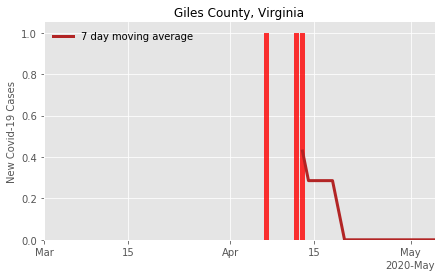 Giles County, Virginia
7 day moving average
New Covid-19 Cases
1.0
0.8
0.6
0.4
0.2
0.0
Mar 15 Apr 15 May
2020-May